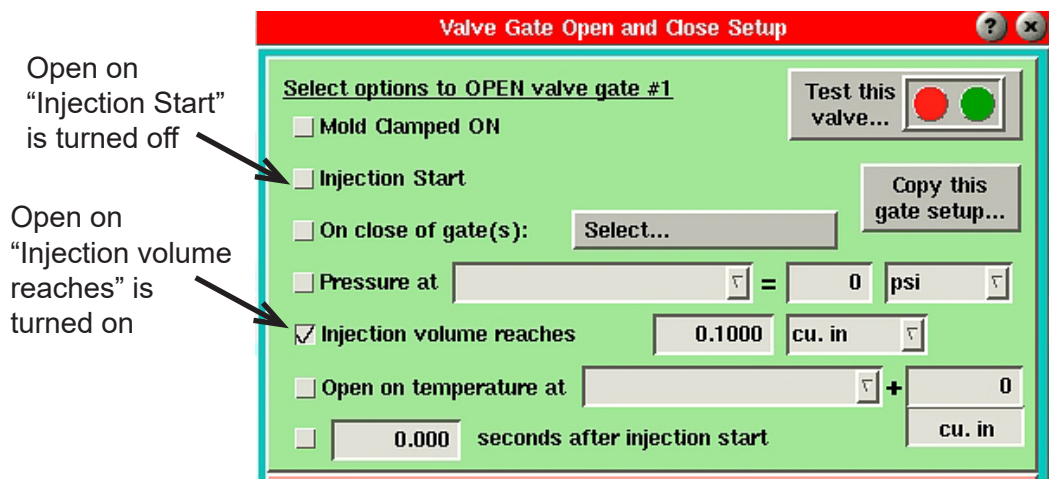 Valve Gate Open and Close Setup ? x
Open on
“Injection Start”
is turned off
Select options to OPEN valve gate #1
Test this
valve...
Mold Clamped ON
Injection Start
Copy this
gate setup...
Open on
“Injection volume
reaches” is
turned on
On close of gate(s): Select...
Pressure at = 0 psi
Injection volume reaches 0.1000 cu. in
Open on temperature at + 0
cu. in
0.000 seconds after injection start